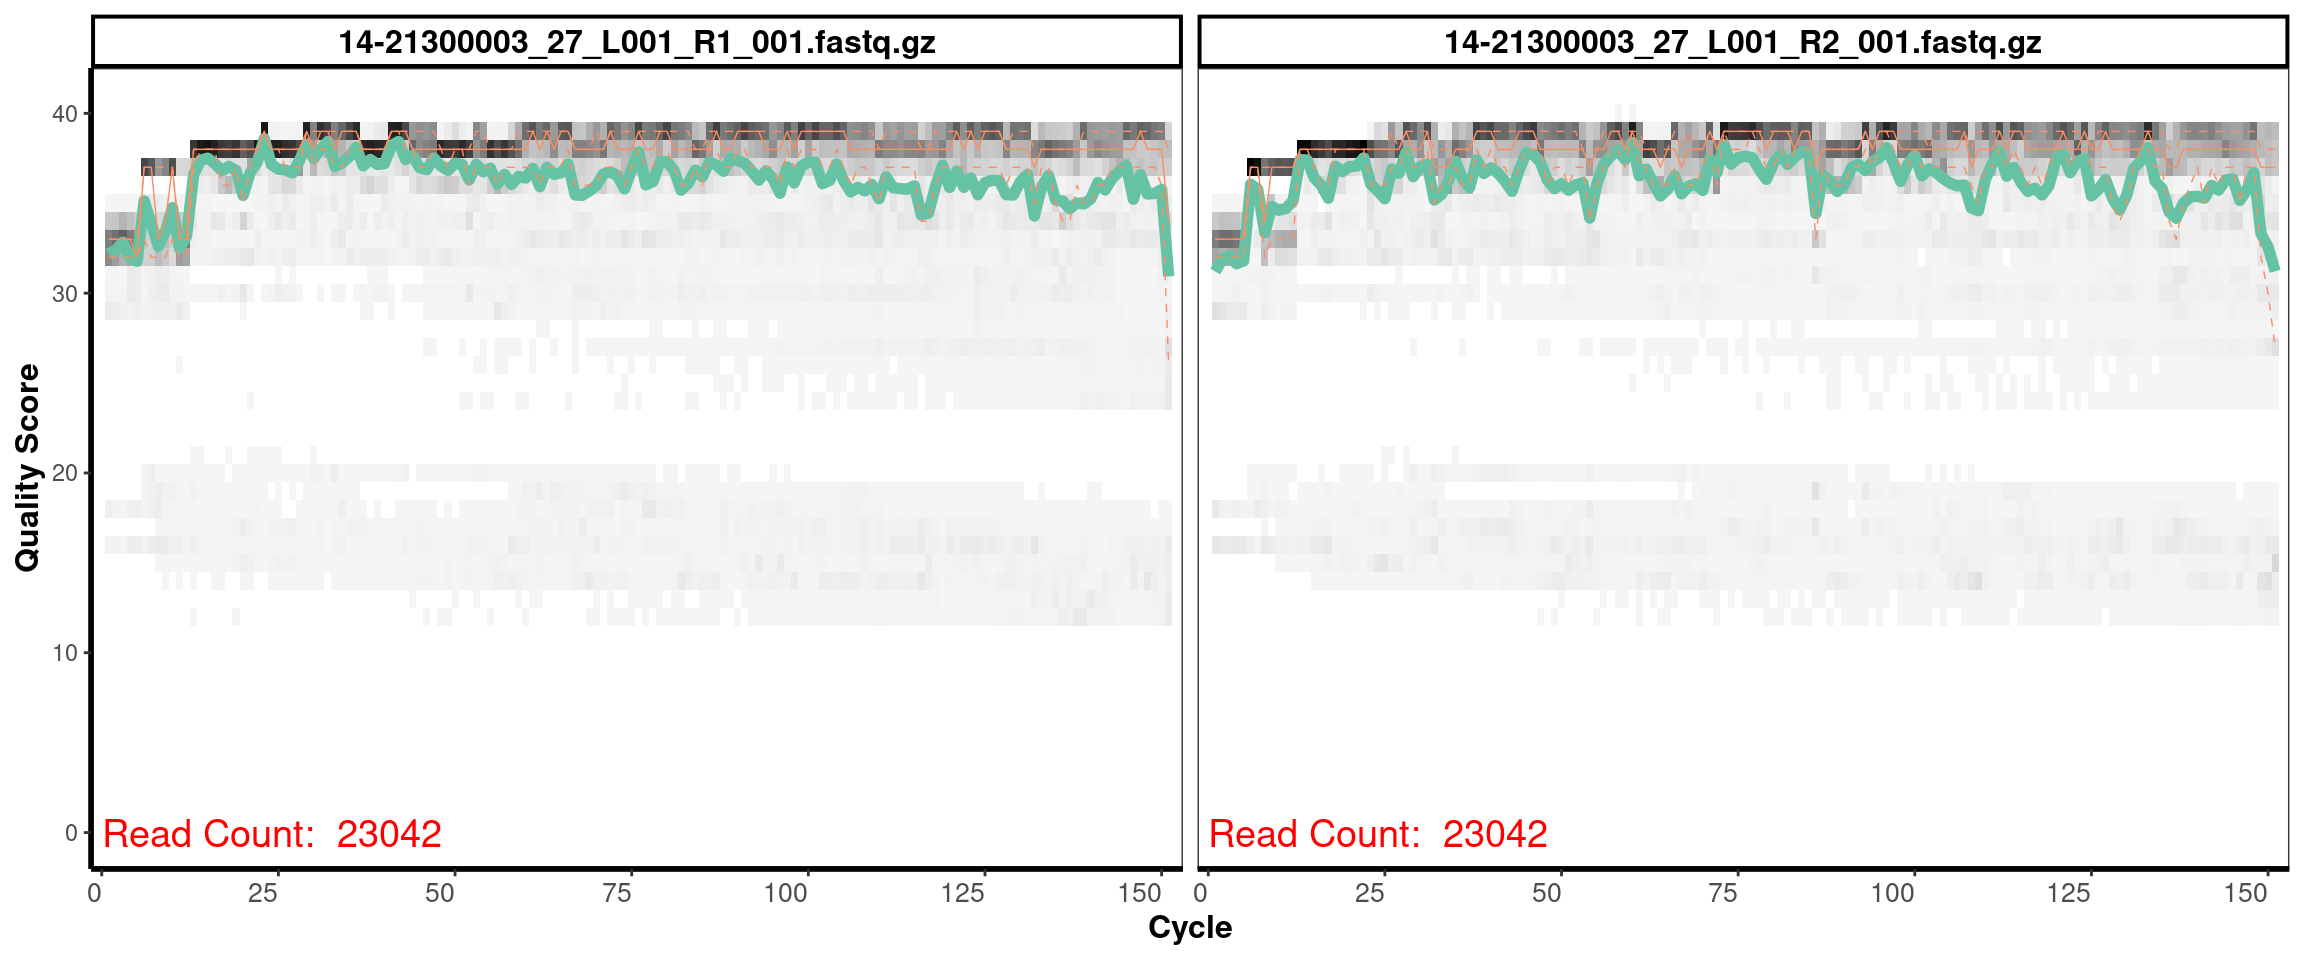 14-21300003_27_L001_R1_001.fastq.gz
14-21300003_27_L001_R2_001.fastq.gz
Quality Score
40
30
20
10
0
Read Count:  23042
Read Count:  23042
0 25 50 75 100 125 150
0 25 50 75 100 125 150
Cycle